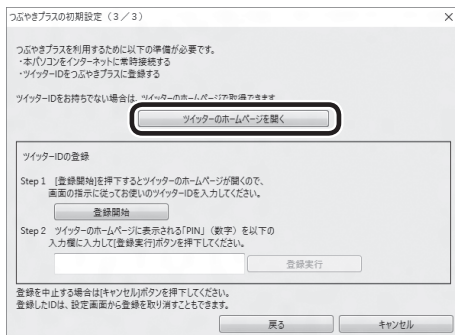 つぶやきプラスの初期設定（3／3）
つぶやきプラスを利用するために以下の準備が必要です。
・本パソコンをインターネットに常時接続する
・ツイッターIDをつぶやきプラスに登録する
ツイッターIDをお持ちでない場合は、ツイッターのホームページで取得できます。
ツイッターのホームページを開く
ツイッターIDの登録
Step 1 [登録開始]を押下するとツイッターのホームページが開くので、
画面の指示に従ってお使いのツイッターIDを入力してください。
登録開始
Step 2 ツイッターのホームページに表示される「PIN」（数字）を以下の
入力欄に入力して[登録実行]ボタンを押下してください。
登録実行
登録を中止する場合は[キャンセル]ボタンを押下してください。
登録したIDは、設定画面から登録を取り消すこともできます。
戻る キャンセル